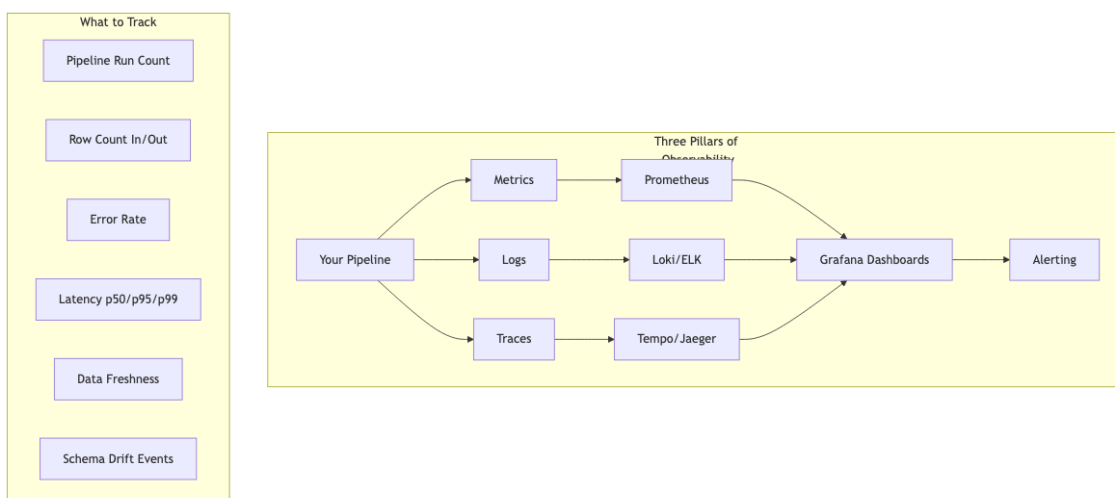 What to Track
Pipeline Run Count
Row Count In/Out
Error Rate
Latency p50/p95/p99
Data Freshness
Schema Drift Events
Three Pillars of
Observability
Metrics
Prometheus
Your Pipeline
Logs
Loki/ELK
Grafana Dashboards
Alerting
Traces
Tempo/Jaeger